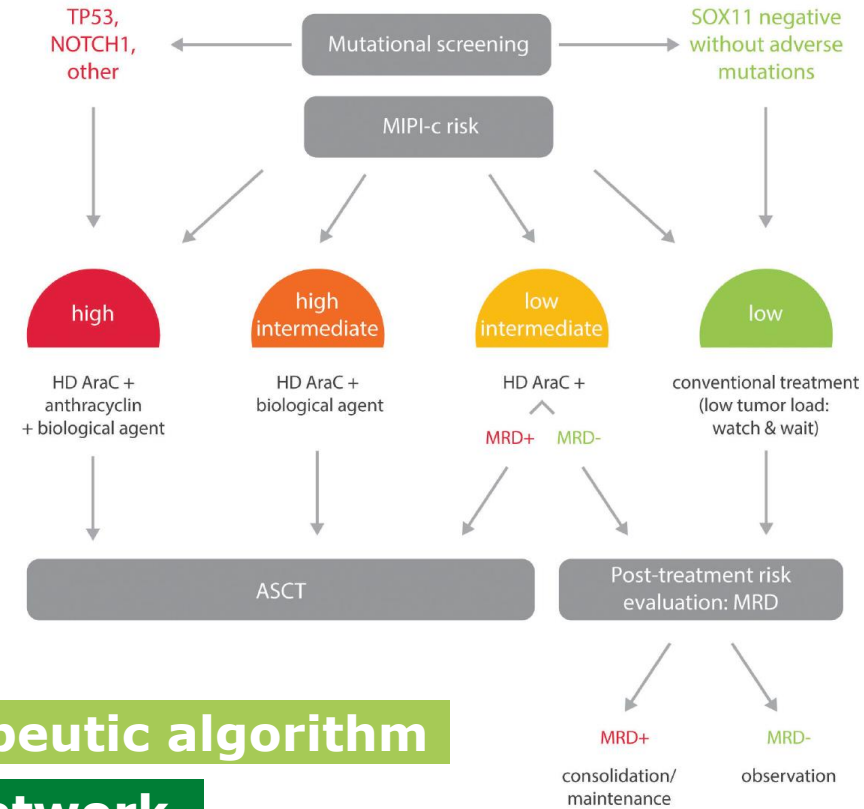 TP53,
NOTCH1,
other
Mutational screening
SOX11 negative
without adverse
mutations
MIPI-c risk
high
high
intermediate
low
intermediate
low
HD AraC +
anthracyclin
+ biological agent
HD AraC +
biological agent
HD AraC +
MRD+ MRD-
conventional treatment
(low tumor load:
watch & wait)
ASCT
Post-treatment risk
evaluation: MRD
MRD+
consolidation/
maintenance
MRD-
observation
algorithm